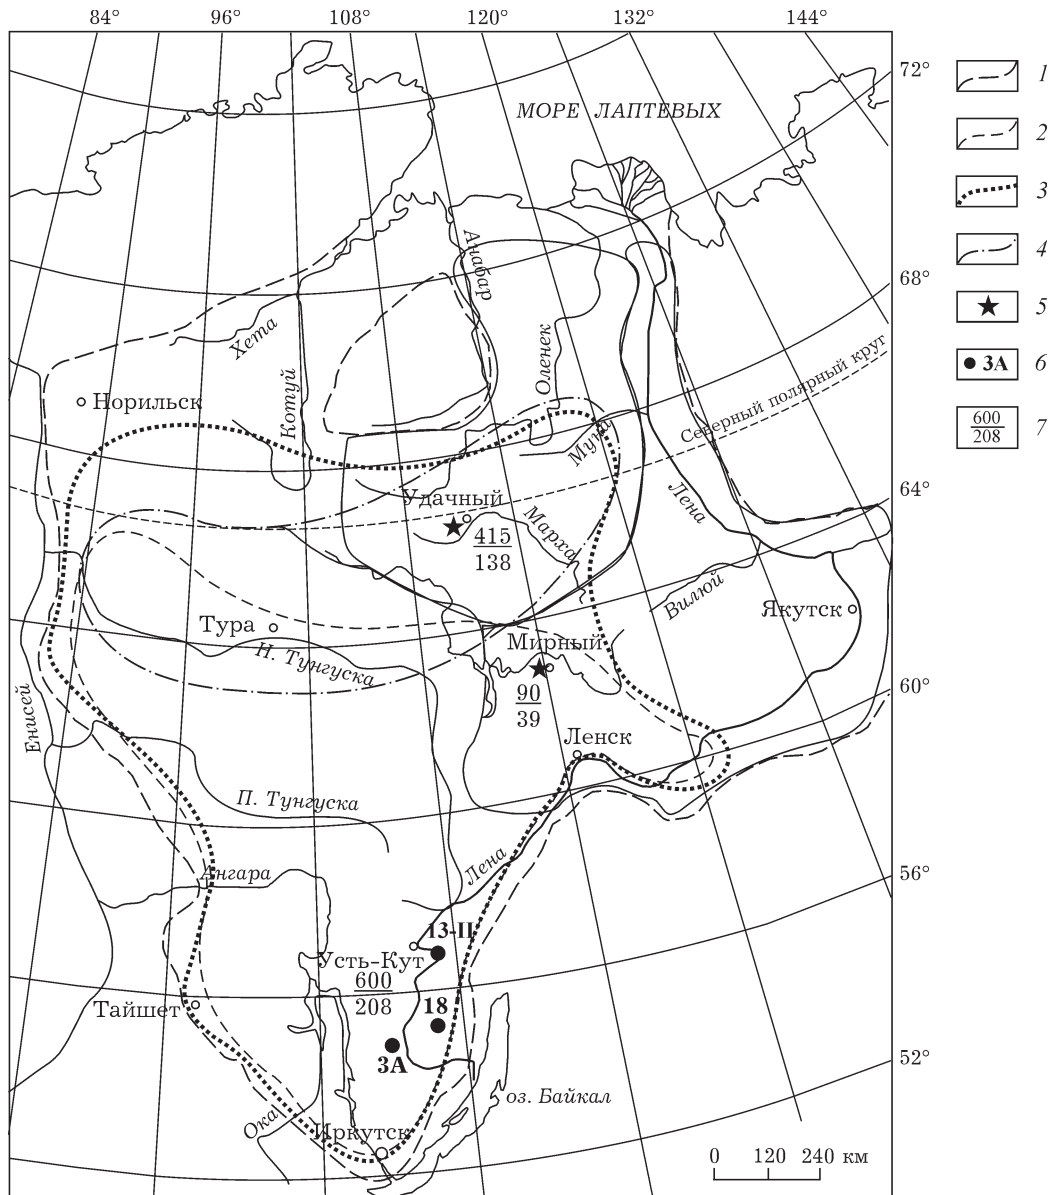 84° 96° 108° 120° 132° 144°
МОРЕ ЛАПТЕВЫХ
72°
1
2
3
Анабар
4
68°
5
Хета
Оленек
Северный полярный круг
6
3А
Котуй
Норильск
600
208
7
Муна
Удачный
64°
Лена
415
138
Марха
Вилюй
Якутск
Тура
Мирный
Н. Тунгуска
60°
90
39
Енисей
Ленск
П. Тунгуска
Лена
Ангара
56°
13-II
Усть-Кут
600
208
18
Тайшет
3А
52°
оз. Байкал
Ока
Иркутск
0 120 240 км